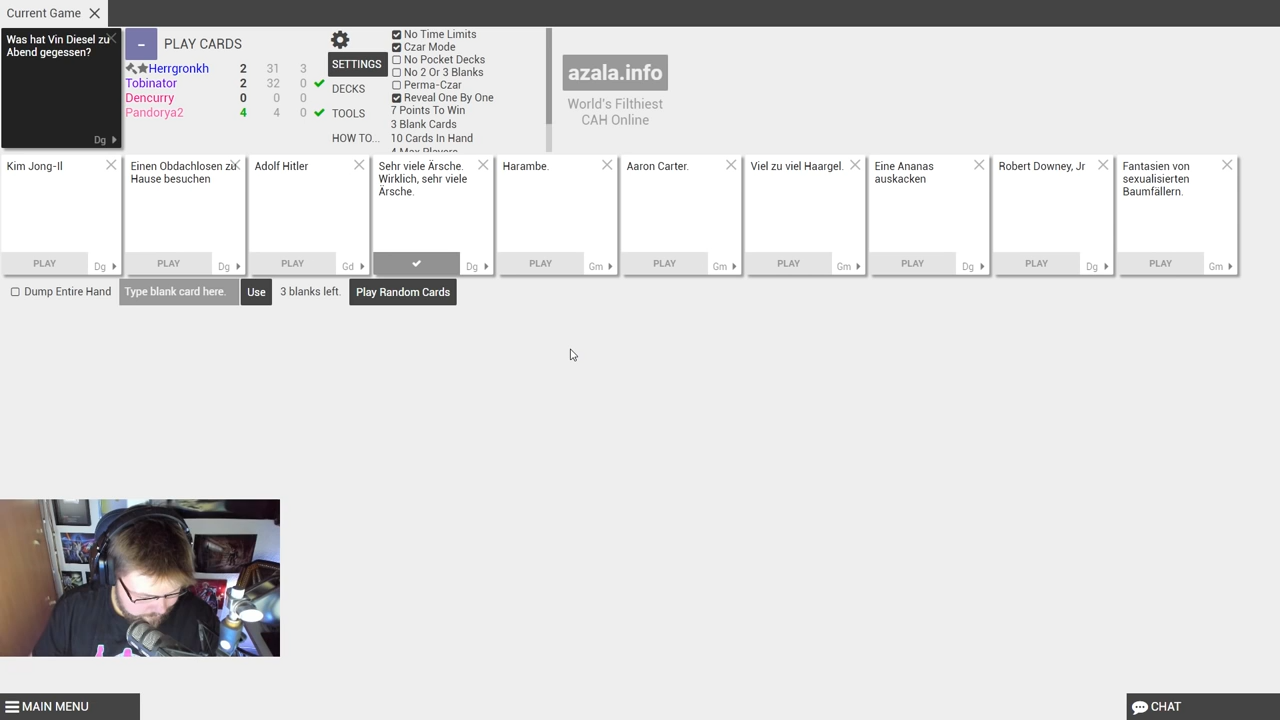 Current Game
Was hat Vin Diesel zu
Abend gegessen?
Dg
–
PLAY CARDS
Herrgronkh 2 31 3
Tobinator 2 32 0
Dencurry 0 0 0
Pandorya2 4 4 0
SETTINGS
DECKS
TOOLS
HOW TO...
No Time Limits
Czar Mode
No Pocket Decks
No 2 Or 3 Blanks
Perma-Czar
Reveal One By One
7 Points To Win
3 Blank Cards
10 Cards In Hand
4 Max Players
azala.info
World's Filthiest
CAH Online
Kim Jong-Il
PLAY Dg
Einen Obdachlosen zu
Hause besuchen
PLAY Dg
Adolf Hitler
PLAY Gd
Sehr viele Ärsche.
Wirklich, sehr viele
Ärsche.
Dg
Harambe.
PLAY Gm
Aaron Carter.
PLAY Gm
Viel zu viel Haargel.
PLAY Gm
Eine Ananas
auskacken
PLAY Dg
Robert Downey, Jr
PLAY Dg
Fantasien von
sexualisierten
Baumfällern.
PLAY Gm
Dump Entire Hand
Type blank card here.
Use
3 blanks left.
Play Random Cards
MAIN MENU
CHAT